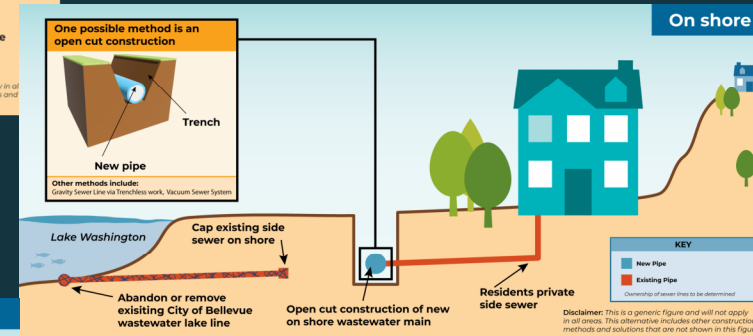 On shore
One possible method is an
open cut construction
Trench
New pipe
Other methods include:
Gravity Sewer Line via Trenchless work, Vacuum Sewer System
Lake Washington
Cap existing side
sewer on shore
Abandon or remove
exisiting City of Bellevue
wastewater lake line
Open cut construction of new
on shore wastewater main
Residents private
side sewer
KEY
New Pipe
Existing Pipe
Ownership of sewer lines to be determined
Disclaimer: This is a generic figure and will not apply
in all areas. This alternative includes other construction
methods and solutions that are not shown in this figure